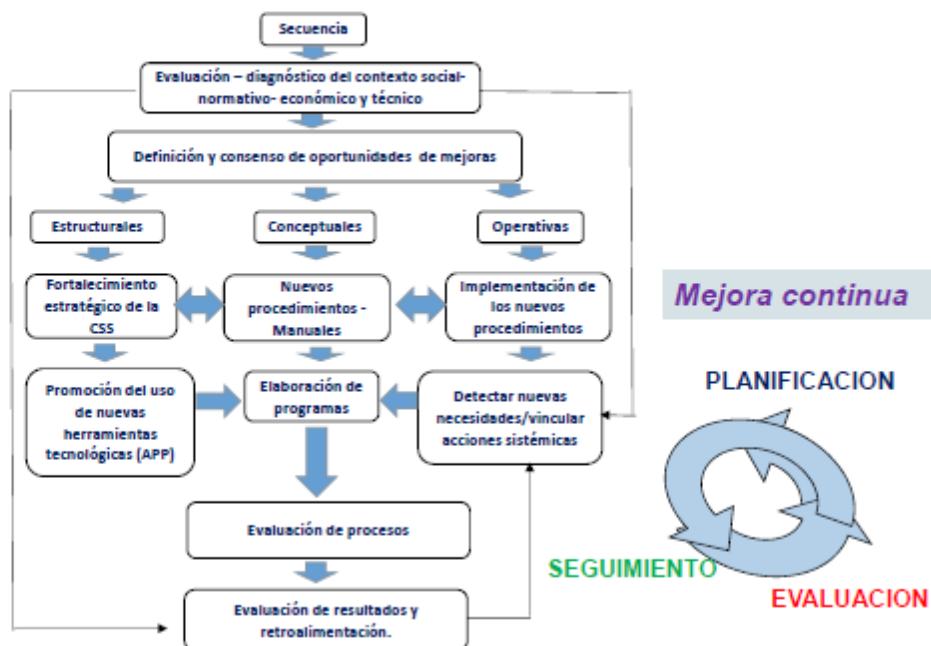 Secuencia
Evaluación – diagnóstico del contexto social-
normativo- económico y técnico
Definición y consenso de oportunidades de mejoras
Estructurales
Conceptuales
Operativas
Fortalecimiento
estratégico de la
CSS
Nuevos
procedimientos -
Manuales
Implementación de
los nuevos
procedimientos
Promoción del uso
de nuevas
herramientas
tecnológicas (APP)
Elaboración de
programas
Detectar nuevas
necesidades/vincular
acciones sistémicas
Evaluación de procesos
Evaluación de resultados y
retroalimentación.
Mejora continua
PLANIFICACION
SEGUIMIENTO
EVALUACION